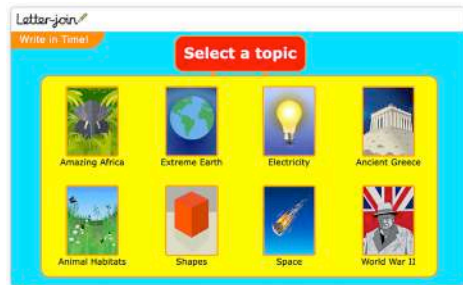 Letter-join
Write in Time!
Select a topic
Amazing Africa
Extreme Earth
Electricity
Ancient Greece
Animal Habitats
Shapes
Space
World War II